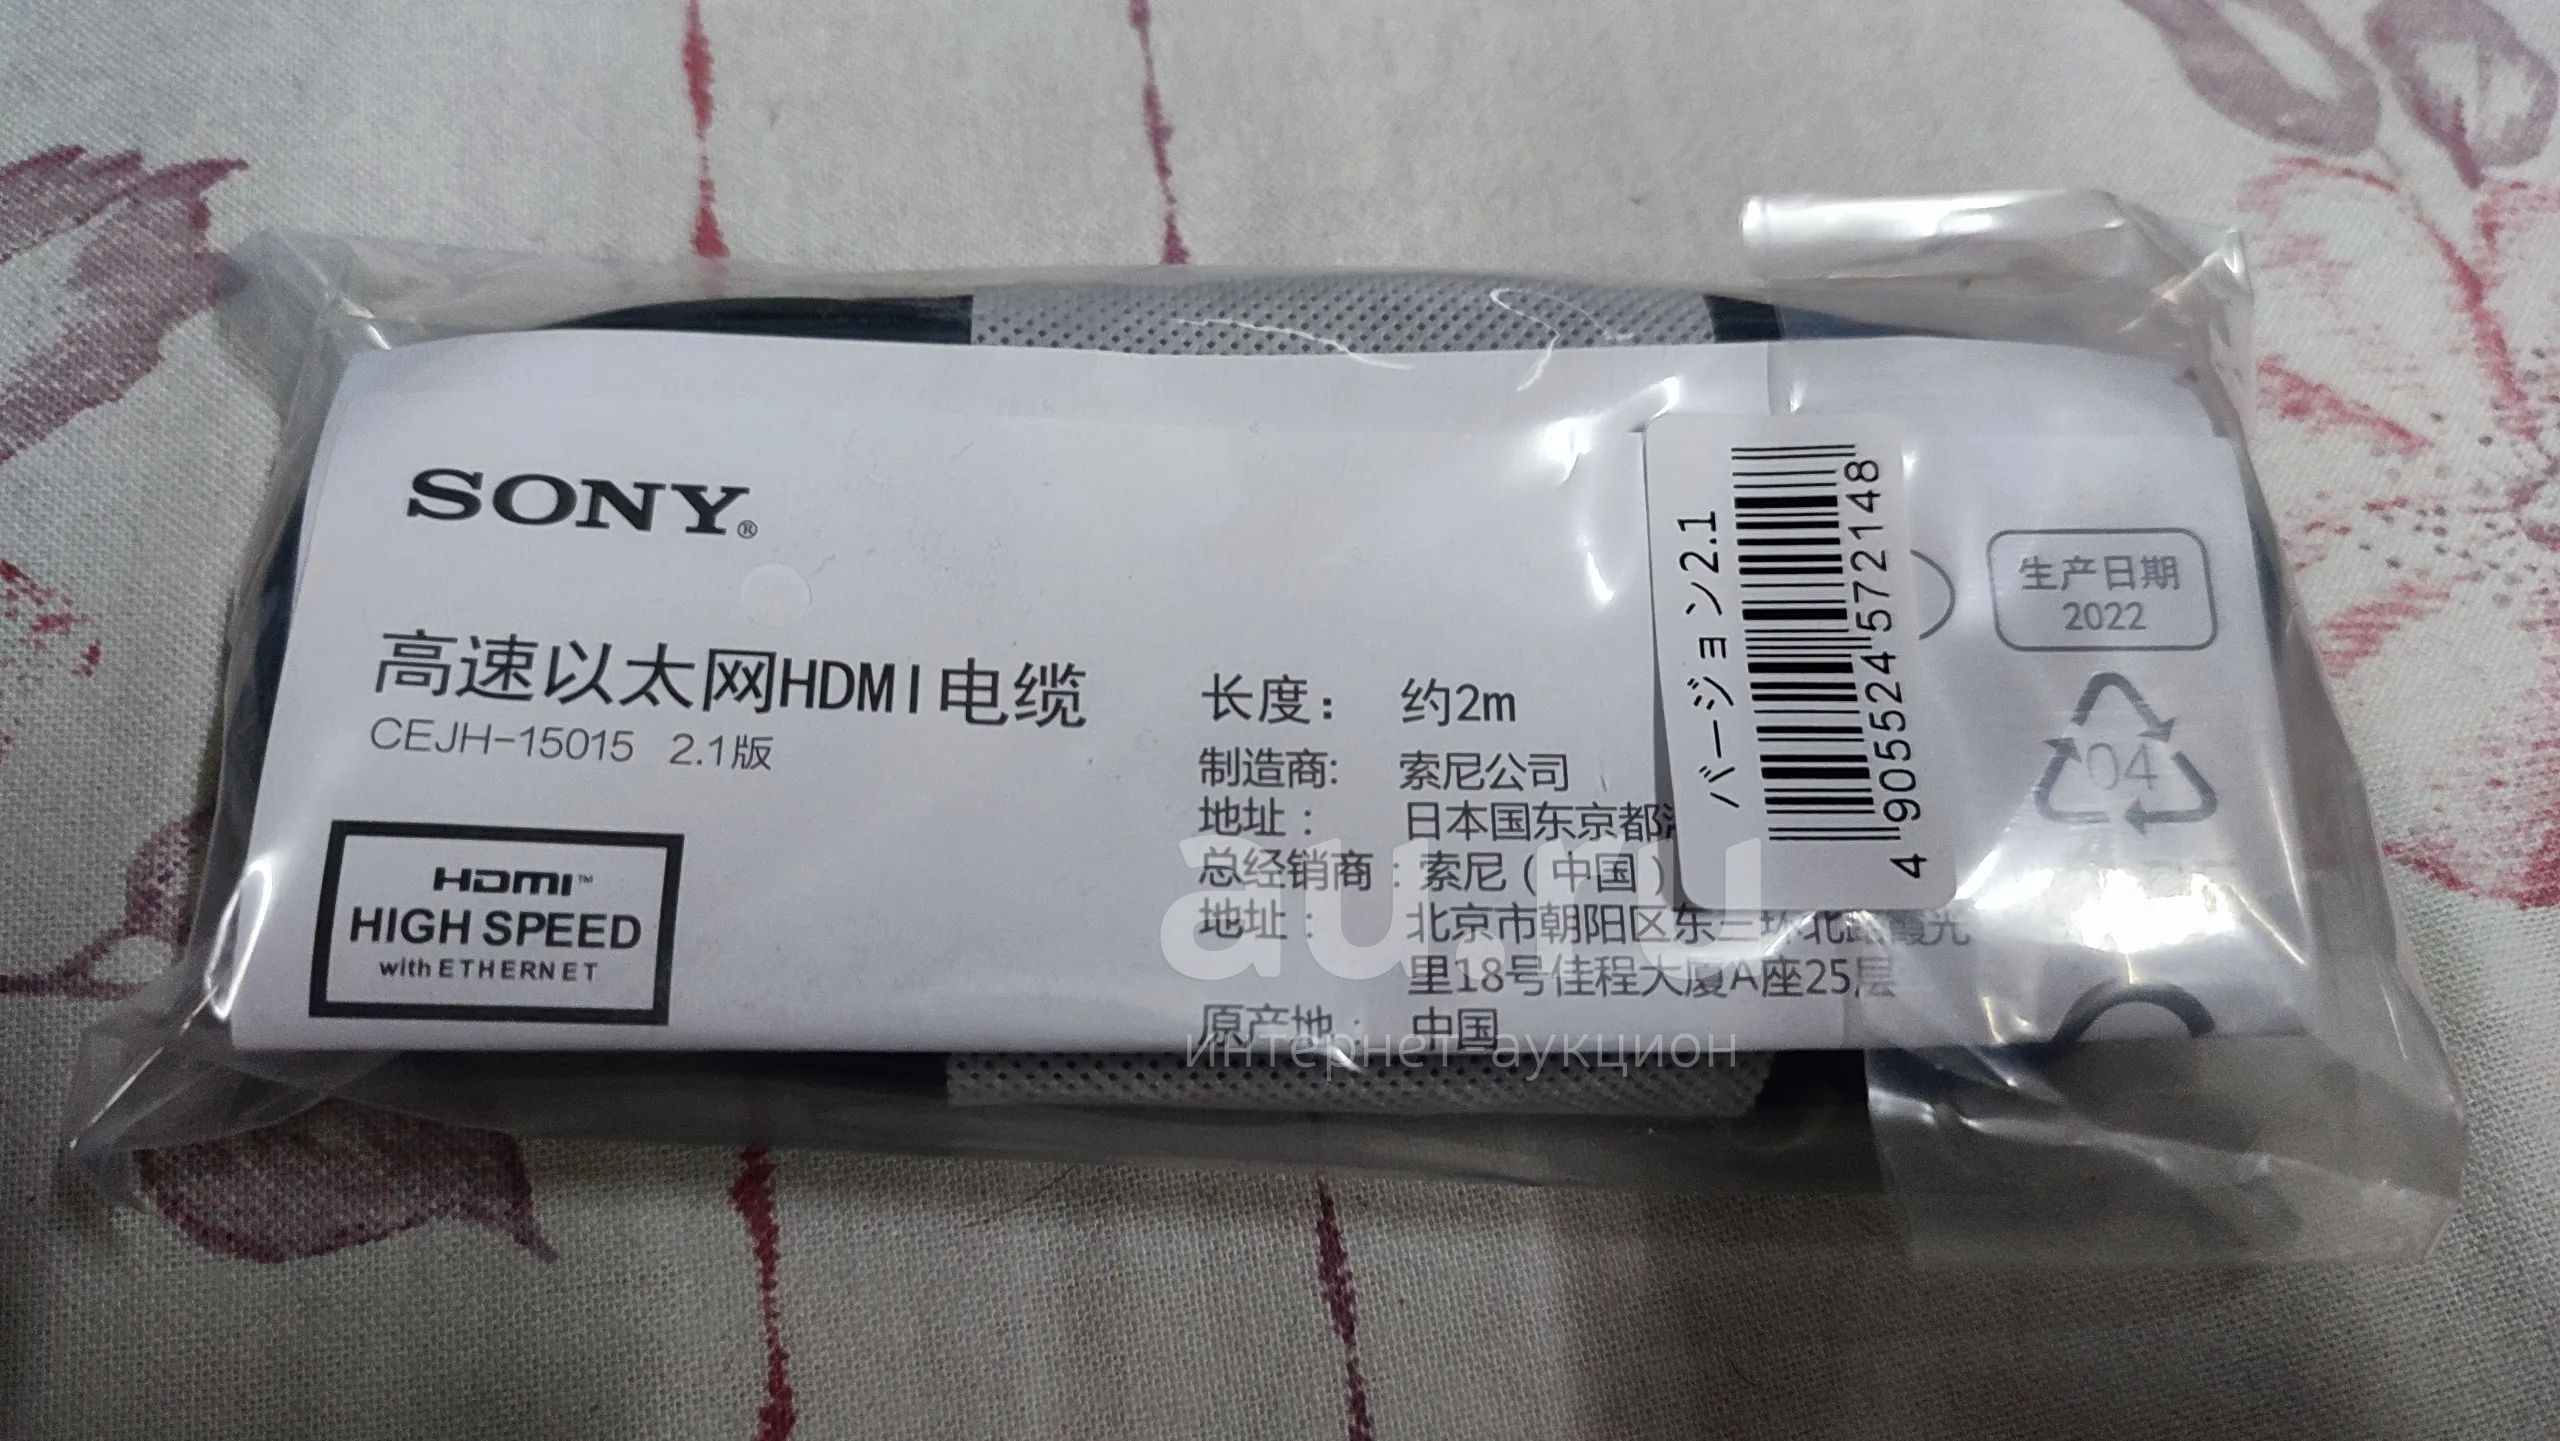 SONY®
高速以太网HDMI电缆
CEJH-15015 2.1版
HDMI™
HIGH SPEED
with ETHERNET
长度： 约2m
制造商： 索尼公司
地址： 日本国东京都
总经销商：索尼（中国）
地址： 北京市朝阳区东三环北路霞光
里18号佳程大厦A座25层
原产地： 中国
バージョン2.1
4 905524 572148
生产日期
2022
04
au.ru
интернет-аукцион